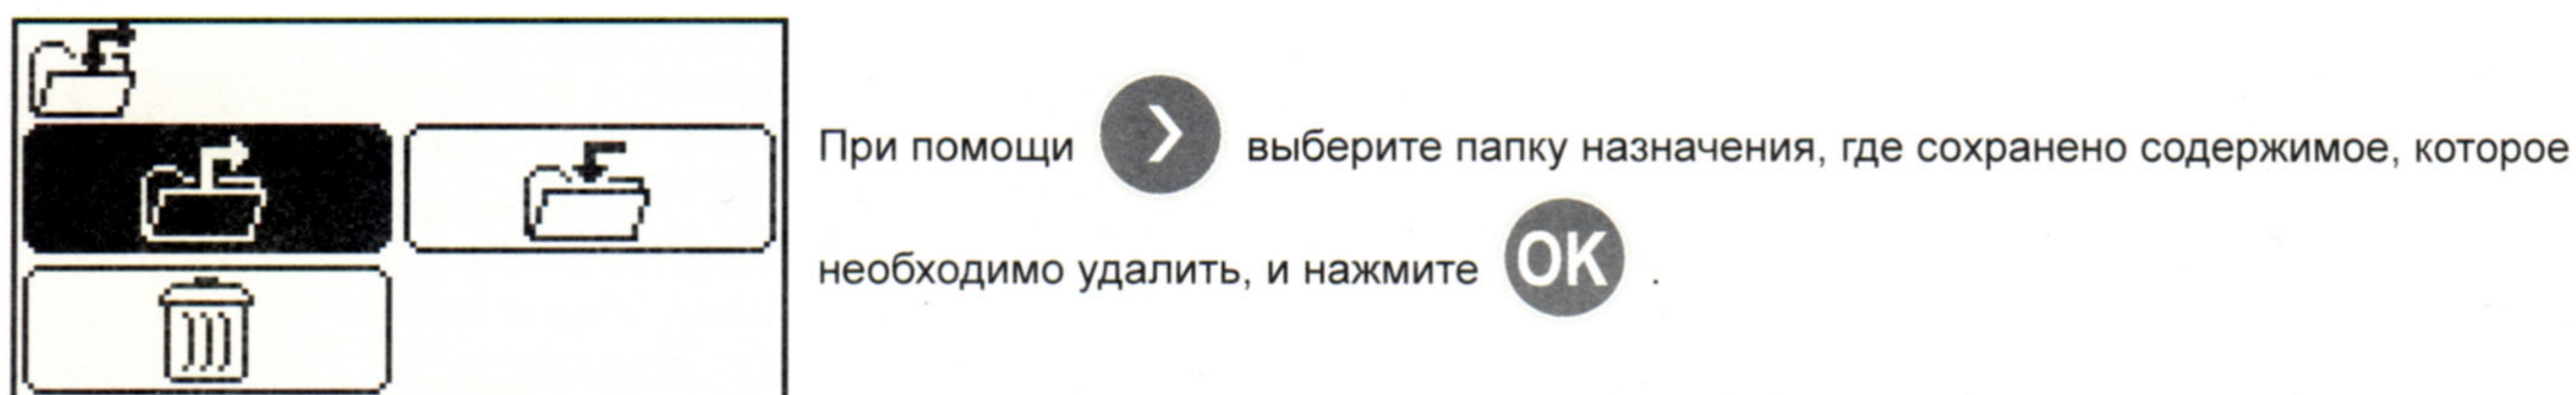 При помощи > выберите папку назначения, где сохранено содержимое, которое
необходимо удалить, и нажмите OK .